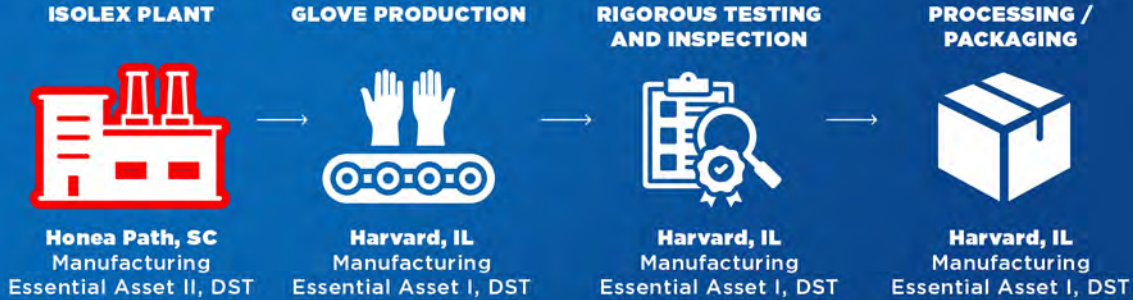 ISOLEX PLANT
Honea Path, SC
Manufacturing
Essential Asset II, DST
GLOVE PRODUCTION
Harvard, IL
Manufacturing
Essential Asset I, DST
RIGOROUS TESTING
AND INSPECTION
Harvard, IL
Manufacturing
Essential Asset I, DST
PROCESSING /
PACKAGING
Harvard, IL
Manufacturing
Essential Asset I, DST